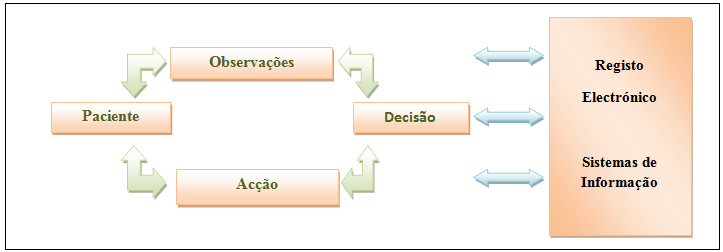 Observações
Paciente
Decisão
Acção
Registo
Electrónico
Sistemas de
Informação